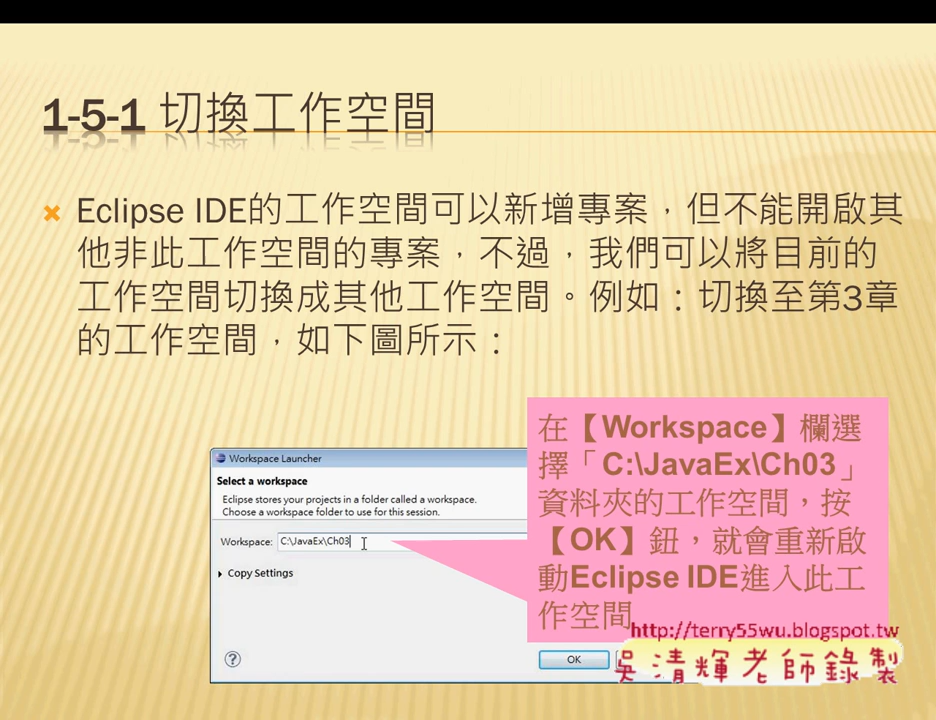 1-5-1 切換工作空間
Eclipse IDE的工作空間可以新增專案，但不能開啟其
他非此工作空間的專案，不過，我們可以將目前的
工作空間切換成其他工作空間。例如：切換至第3章
的工作空間，如下圖所示：
在【Workspace】欄選
擇「C:\JavaEx\Ch03」
資料夾的工作空間，按
【OK】鈕，就會重新啟
動Eclipse IDE進入此工
作空間
Workspace Launcher
Select a workspace
Eclipse stores your projects in a folder called a workspace.
Choose a workspace folder to use for this session.
Workspace: C:\JavaEx\Ch03
Copy Settings
?
OK
http://terry55wu.blogspot.tw
吳清輝老師錄製